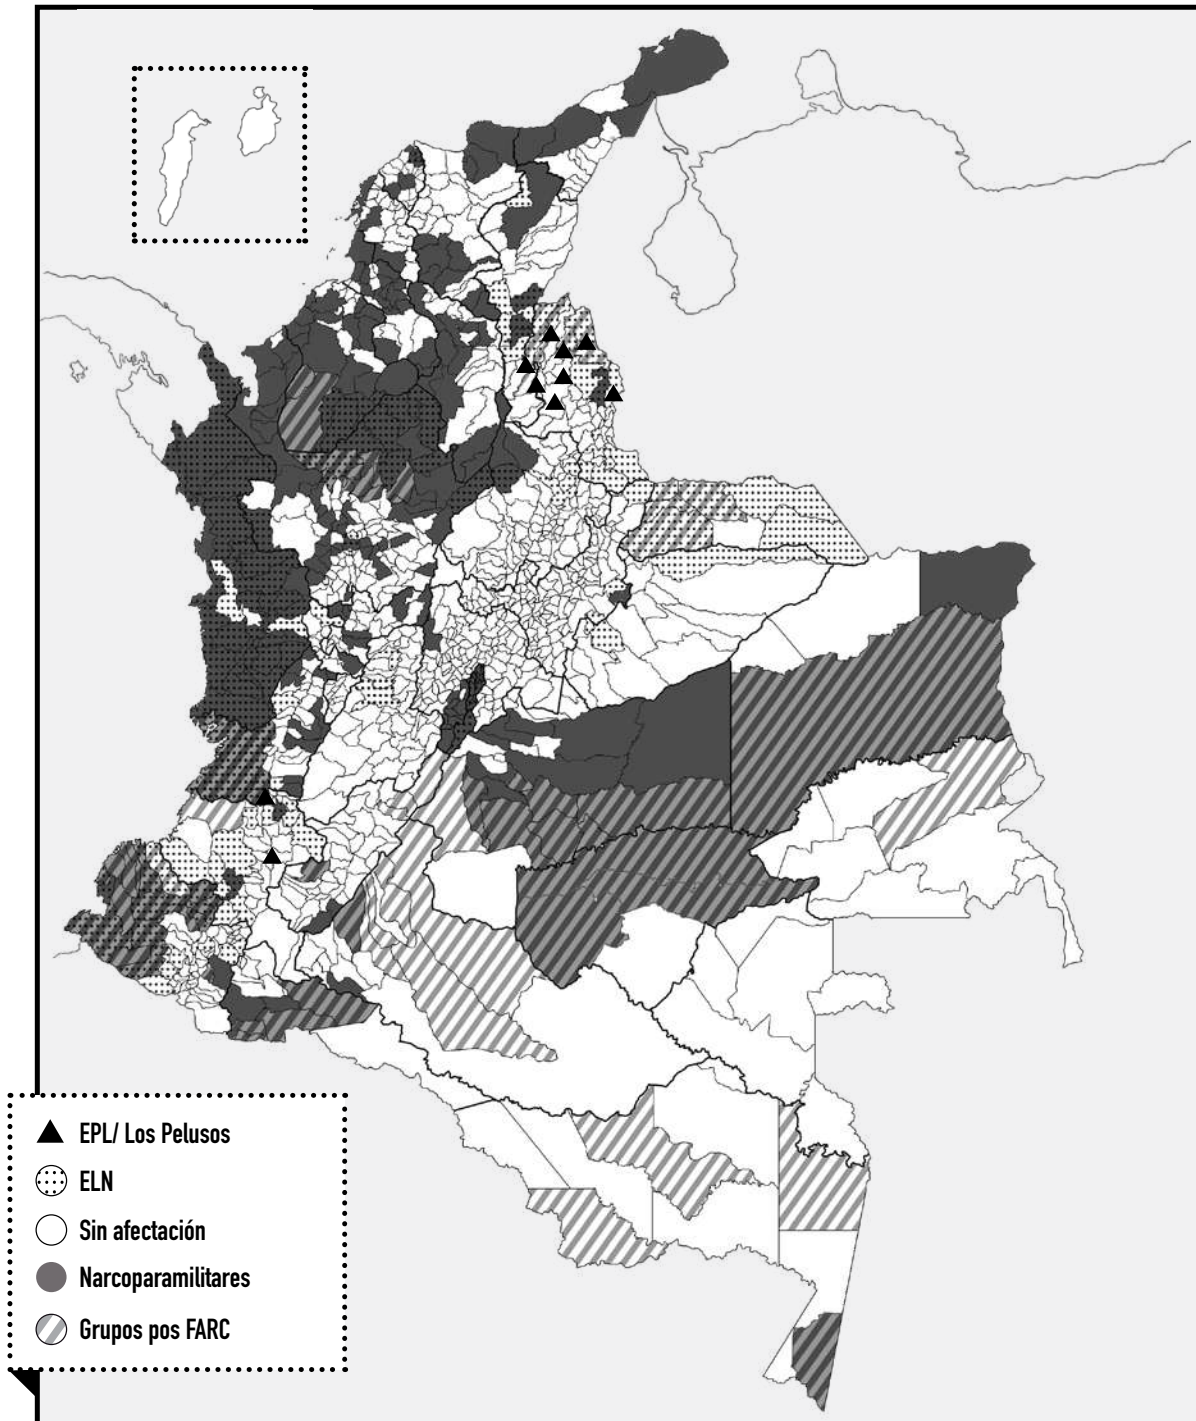 EPL/ Los Pelusos
ELN
Sin afectación
Narcoparamilitares
Grupos pos FARC